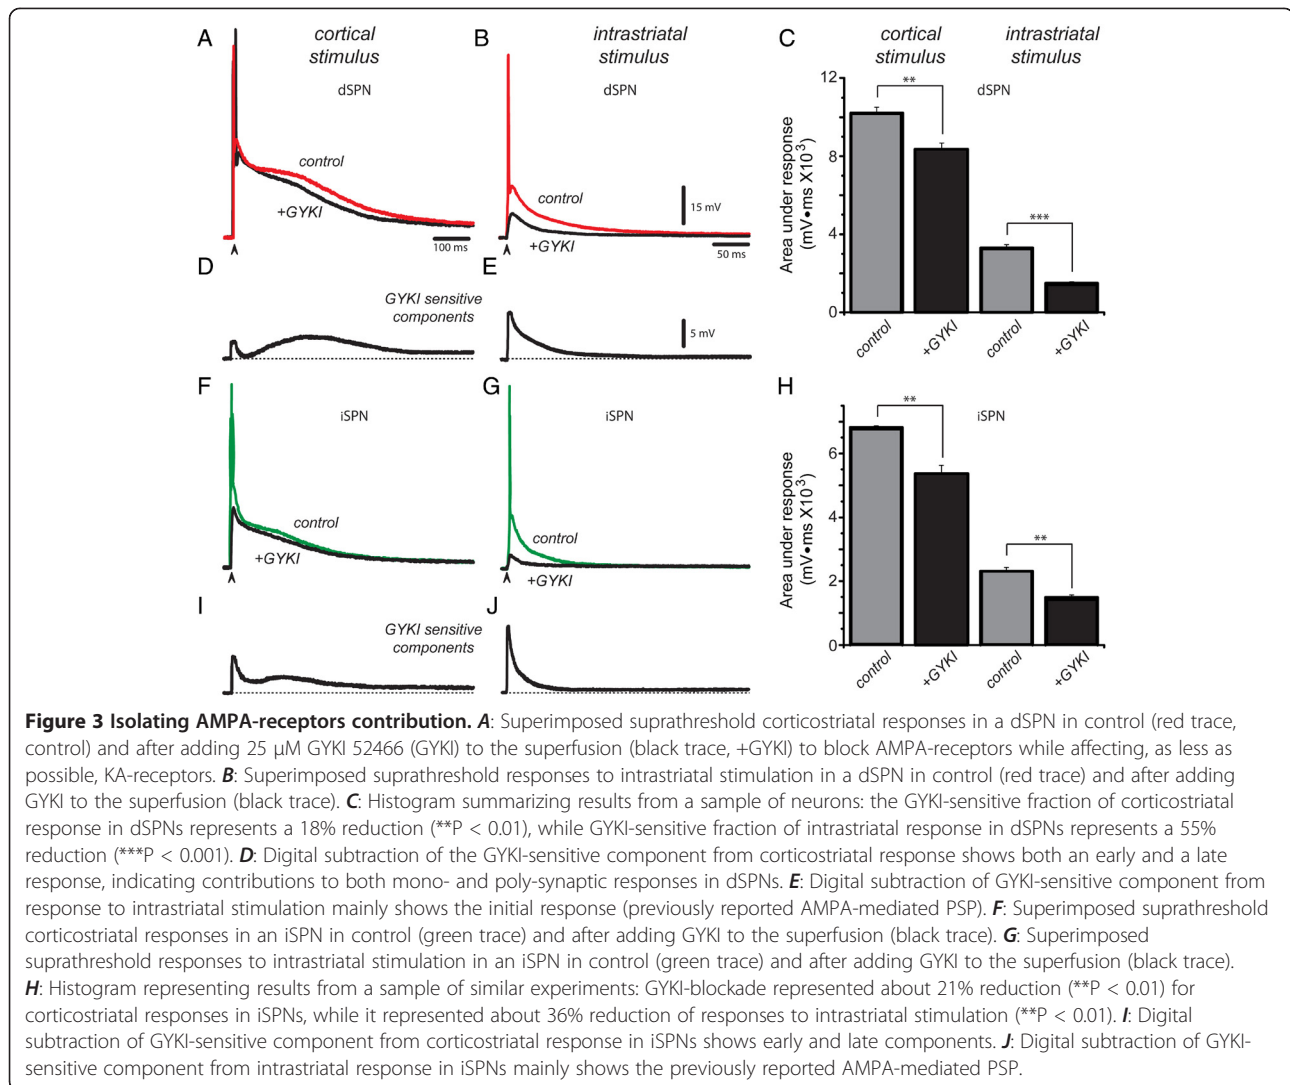 A
cortical
stimulus
dSPN
control
+GYKI
100 ms
B
intrastriatal
stimulus
dSPN
control
+GYKI
15 mV
50 ms
C
cortical
stimulus
intrastriatal
stimulus
dSPN
Area under response
(mV•ms X10³)
12
8
4
0
**
***
control
+GYKI
control
+GYKI
D
GYKI sensitive
components
E
5 mV
F
iSPN
control
+GYKI
G
iSPN
control
+GYKI
H
iSPN
Area under response
(mV•ms X10³)
6
4
2
0
**
**
control
+GYKI
control
+GYKI
I
GYKI sensitive
components
J
Figure 3 Isolating AMPA-receptors contribution. A: Superimposed suprathreshold corticostriatal responses in a dSPN in control (red trace,
control) and after adding 25 μM GYKI 52466 (GYKI) to the superfusion (black trace, +GYKI) to block AMPA-receptors while affecting, as less as
possible, KA-receptors. B: Superimposed suprathreshold responses to intrastriatal stimulation in a dSPN in control (red trace) and after adding
GYKI to the superfusion (black trace). C: Histogram summarizing results from a sample of neurons: the GYKI-sensitive fraction of corticostriatal
response in dSPNs represents a 18% reduction (**P < 0.01), while GYKI-sensitive fraction of intrastriatal response in dSPNs represents a 55%
reduction (***P < 0.001). D: Digital subtraction of the GYKI-sensitive component from corticostriatal response shows both an early and a late
response, indicating contributions to both mono- and poly-synaptic responses in dSPNs. E: Digital subtraction of GYKI-sensitive component from
response to intrastriatal stimulation mainly shows the initial response (previously reported AMPA-mediated PSP). F: Superimposed suprathreshold
corticostriatal responses in an iSPN in control (green trace) and after adding GYKI to the superfusion (black trace). G: Superimposed
suprathreshold responses to intrastriatal stimulation in an iSPN in control (green trace) and after adding GYKI to the superfusion (black trace).
H: Histogram representing results from a sample of similar experiments: GYKI-blockade represented about 21% reduction (**P < 0.01) for
corticostriatal responses in iSPNs, while it represented about 36% reduction of responses to intrastriatal stimulation (**P < 0.01). I: Digital
subtraction of GYKI-sensitive component from corticostriatal response in iSPNs shows early and late components. J: Digital subtraction of GYKI-
sensitive component from intrastriatal response in iSPNs mainly shows the previously reported AMPA-mediated PSP.